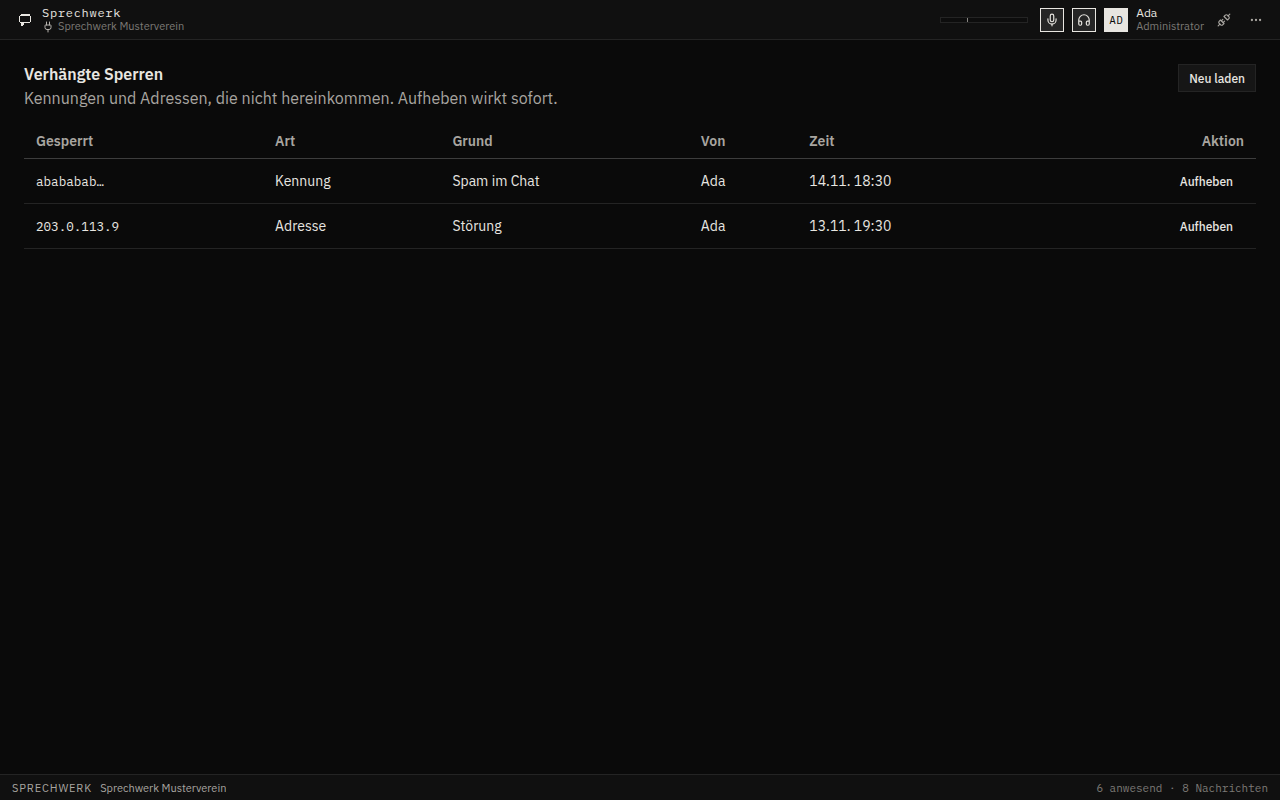 Sprechwerk
Sprechwerk Musterverein
AD
Ada
Administrator
Verhängte Sperren
Kennungen und Adressen, die nicht hereinkommen. Aufheben wirkt sofort.
Neu laden
Gesperrt Art Grund Von Zeit Aktion
abababab… Kennung Spam im Chat Ada 14.11. 18:30 Aufheben
203.0.113.9 Adresse Störung Ada 13.11. 19:30 Aufheben
SPRECHWERK Sprechwerk Musterverein 6 anwesend · 8 Nachrichten